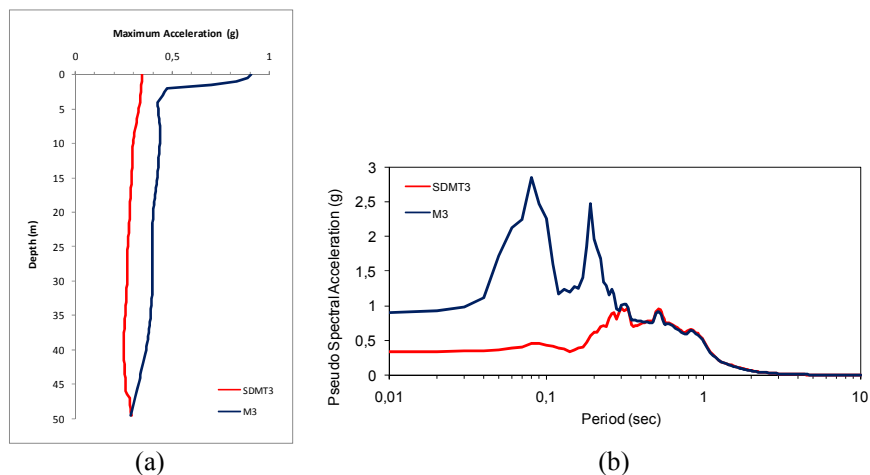 Maximum Acceleration (g)
0 0,5 1
Depth (m)
0
5
10
15
20
25
30
35
40
45
50
SDMT3
M3
(a)
Pseudo Spectral Acceleration (g)
3
2,5
2
1,5
1
0,5
0
SDMT3
M3
0,01 0,1 1 10
Period (sec)
(b)